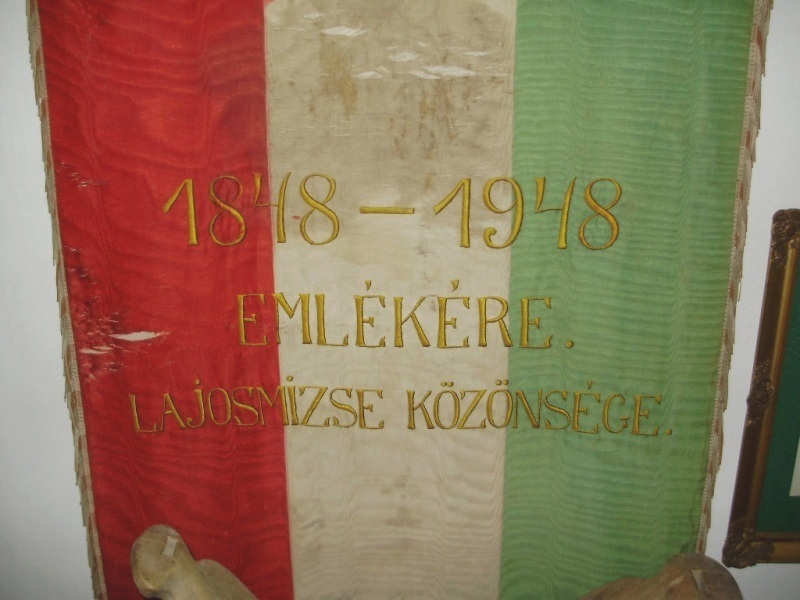 1848 – 1948
EMLÉKÉRE.
LAJOSMIZSE KÖZÖNSÉGE.